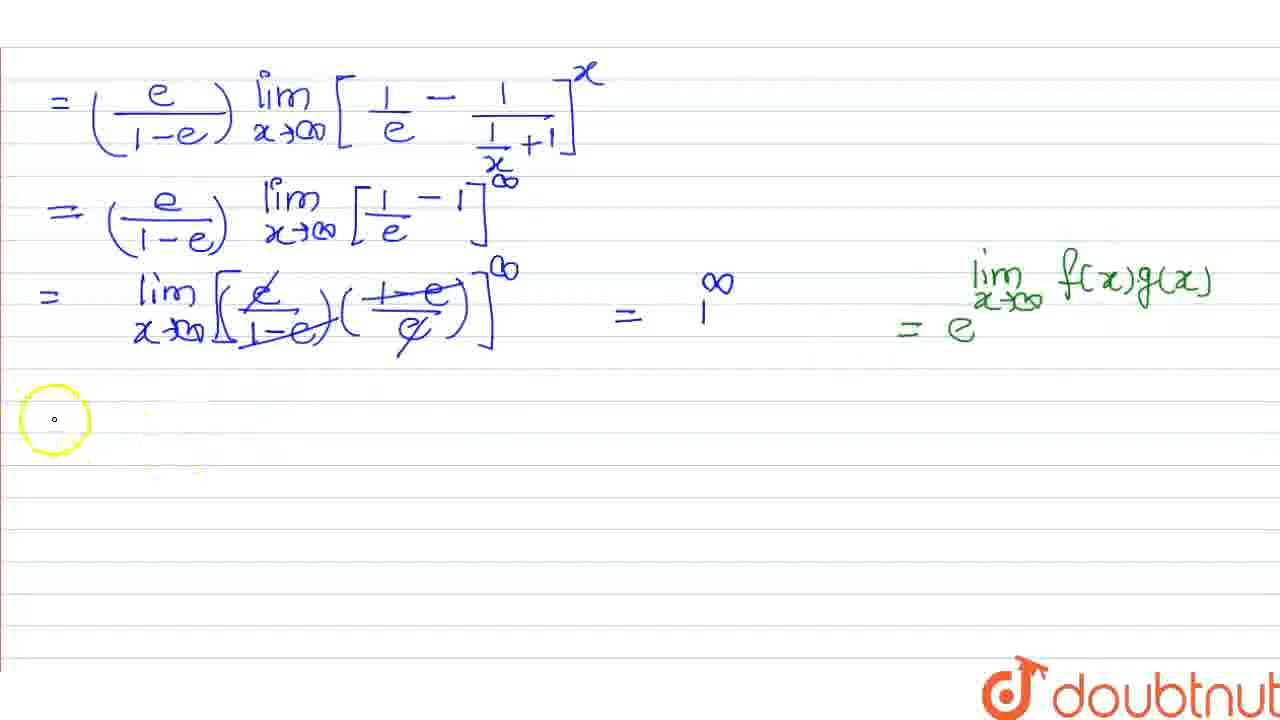 = (e/(1-e)) lim x→∞ [1/e - 1/(1/x + 1)]^x
= (e/(1-e)) lim x→∞ [1/e - 1]^∞
= lim x→∞ [(e/(1-e)) ((1-e)/e)]^∞ = 1^∞
= e^(lim x→∞ f(x)g(x))
doubtnut